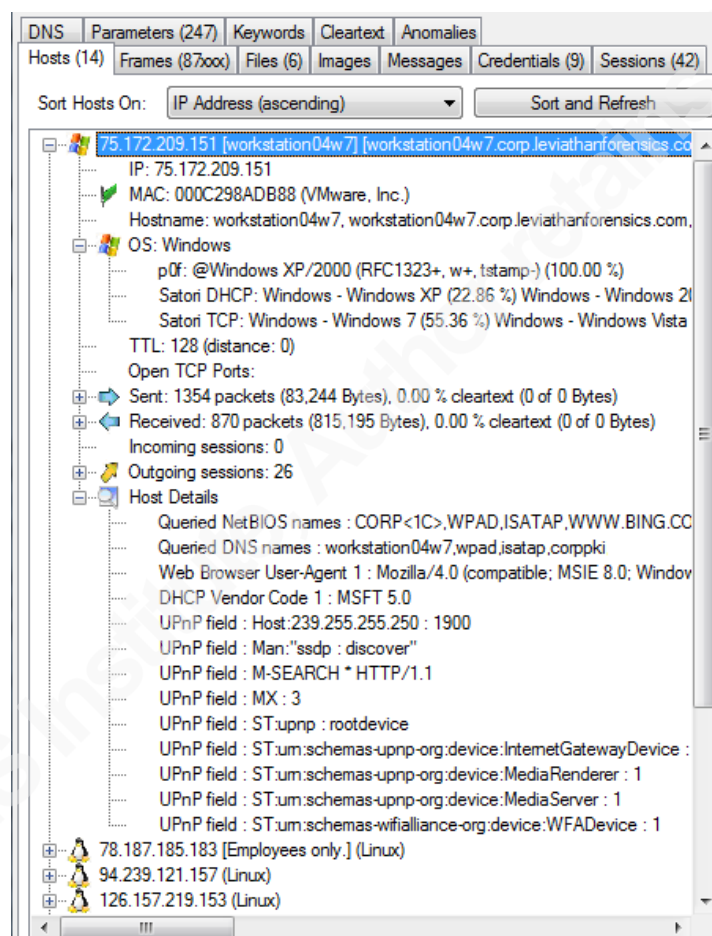 DNS Parameters (247) Keywords Cleartext Anomalies
Hosts (14) Frames (87xxx) Files (6) Images Messages Credentials (9) Sessions (42)
Sort Hosts On: IP Address (ascending) Sort and Refresh
75.172.209.151 [workstation04w7] [workstation04w7.corp.leviathanforensics.co
IP: 75.172.209.151
MAC: 000C298ADB88 (VMware, Inc.)
Hostname: workstation04w7, workstation04w7.corp.leviathanforensics.com,
OS: Windows
p0f: @Windows XP/2000 (RFC1323+, w+, tstamp-) (100.00 %)
Satori DHCP: Windows - Windows XP (22.86 %) Windows - Windows 20
Satori TCP: Windows - Windows 7 (55.36 %) Windows - Windows Vista
TTL: 128 (distance: 0)
Open TCP Ports:
Sent: 1354 packets (83,244 Bytes), 0.00 % cleartext (0 of 0 Bytes)
Received: 870 packets (815,195 Bytes), 0.00 % cleartext (0 of 0 Bytes)
Incoming sessions: 0
Outgoing sessions: 26
Host Details
Queried NetBIOS names : CORP<1C>,WPAD,ISATAP,WWW.BING.CO
Queried DNS names : workstation04w7,wpad,isatap,corppki
Web Browser User-Agent 1 : Mozilla/4.0 (compatible; MSIE 8.0; Window
DHCP Vendor Code 1 : MSFT 5.0
UPnP field : Host:239.255.255.250 : 1900
UPnP field : Man:"ssdp : discover"
UPnP field : M-SEARCH * HTTP/1.1
UPnP field : MX : 3
UPnP field : ST:upnp : rootdevice
UPnP field : ST:urn:schemas-upnp-org:device:InternetGatewayDevice :
UPnP field : ST:urn:schemas-upnp-org:device:MediaRenderer : 1
UPnP field : ST:urn:schemas-upnp-org:device:MediaServer : 1
UPnP field : ST:urn:schemas-wifialliance-org:device:WFADevice : 1
78.187.185.183 [Employees only.] (Linux)
94.239.121.157 (Linux)
126.157.219.153 (Linux)